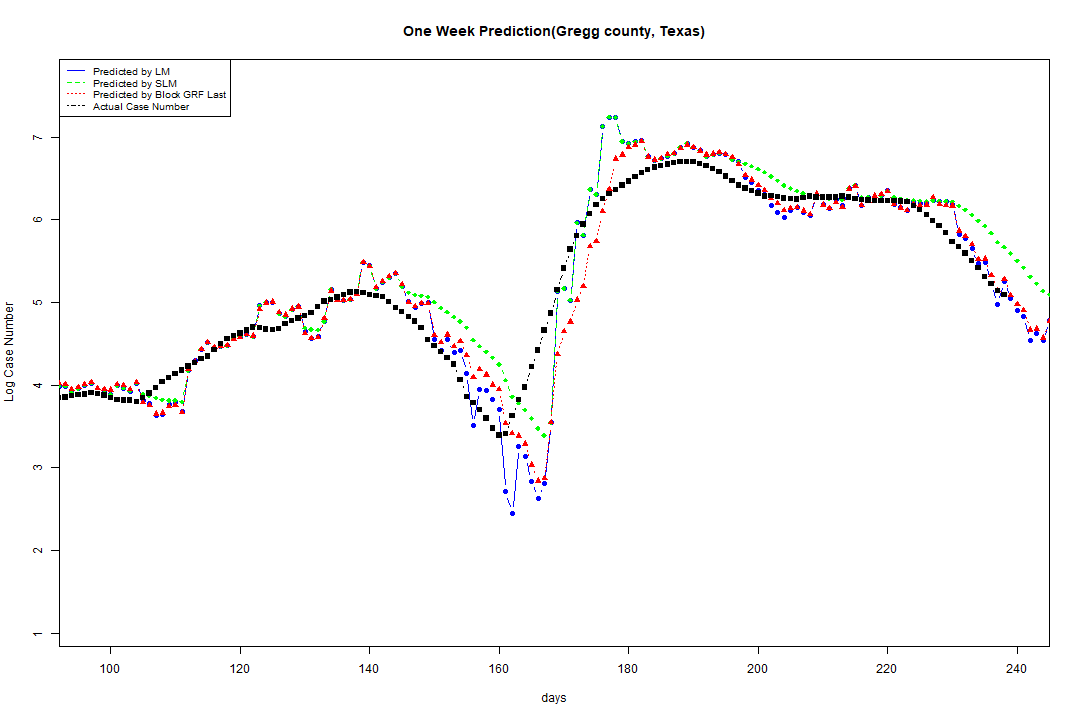 One Week Prediction(Gregg county, Texas)
Predicted by LM
Predicted by SLM
Predicted by Block GRF Last
Actual Case Number
7
6
5
4
3
2
1
Log Case Number
100 120 140 160 180 200 220 240
days